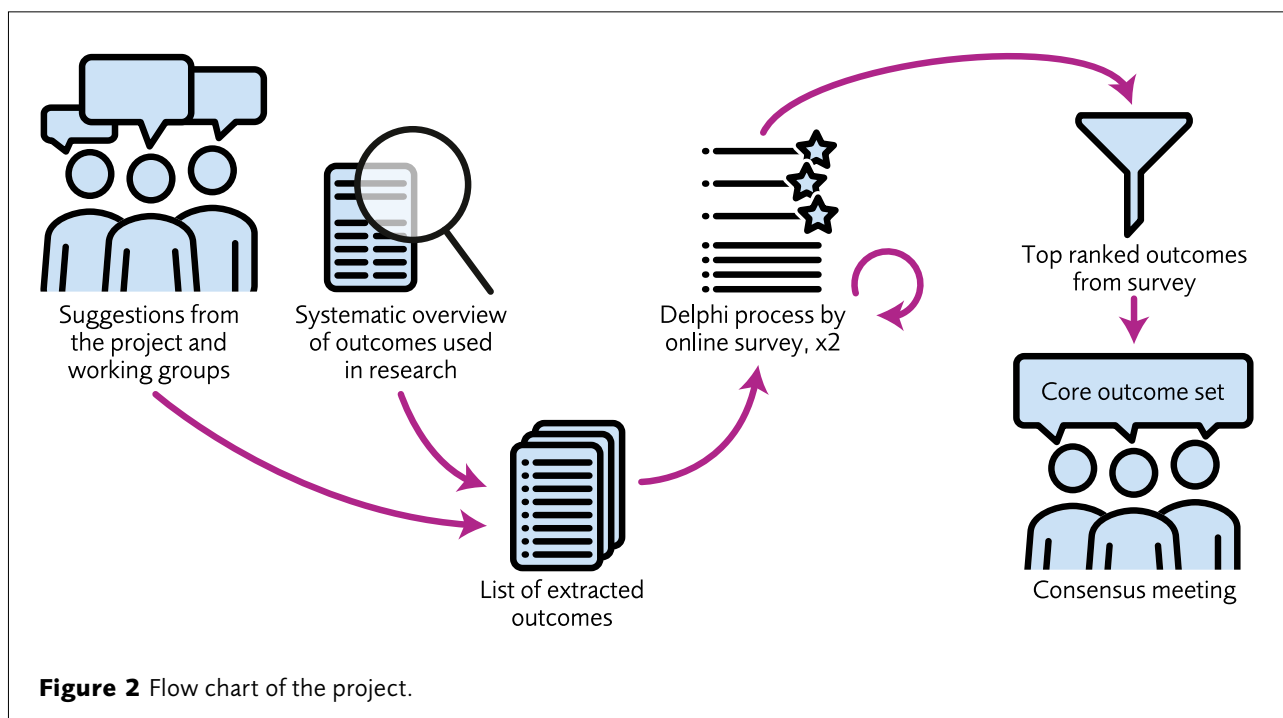 Suggestions from
the project and
working groups
Systematic overview
of outcomes used
in research
List of extracted
outcomes
Delphi process by
online survey, x2
Top ranked outcomes
from survey
Core outcome set
Consensus meeting
Figure 2 Flow chart of the project.